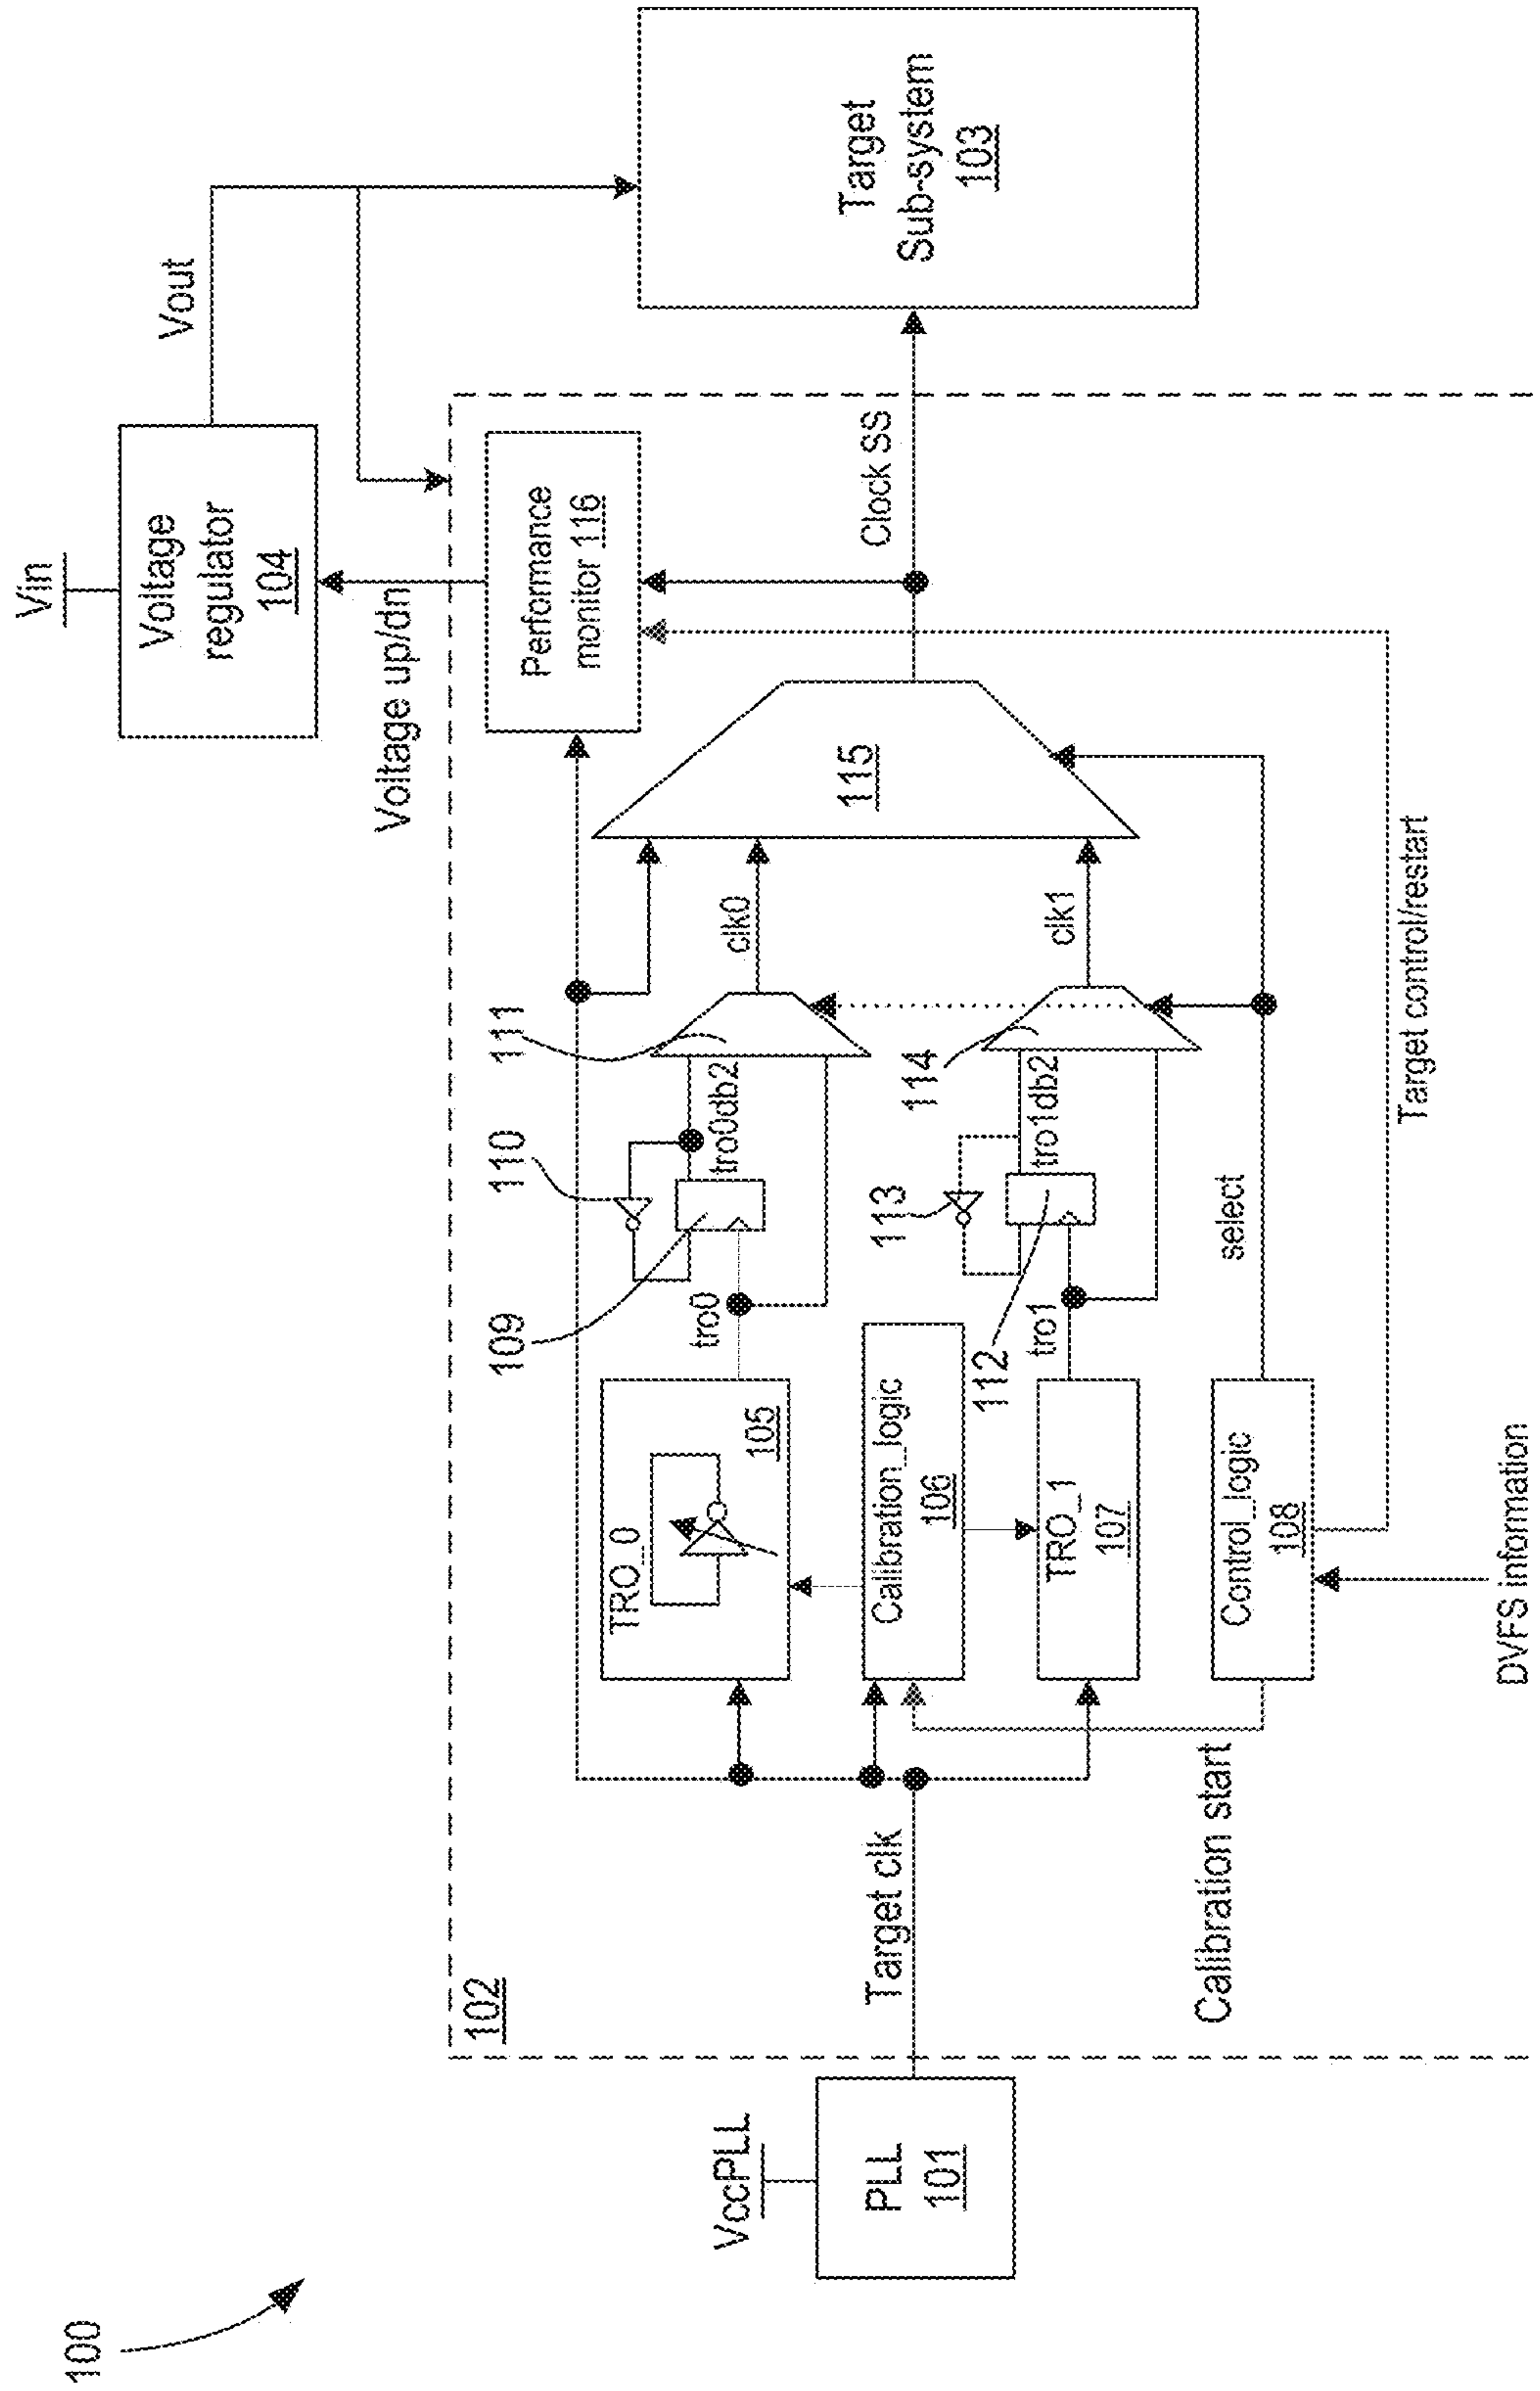 100
Vin
Voltage
regulator
104
Vout
Voltage up/dn
102
Performance
monitor 116
Target
Sub-system
103
VccPLL
PLL
101
Target clk
TRO_0
105
tro0
109
110
tro0db2
111
clk0
115
Clock SS
Calibration_logic
106
TRO_1
107
tro1
112
113
tro1db2
114
clk1
Calibration start
Control_logic
108
select
Target control/restart
DVFS information